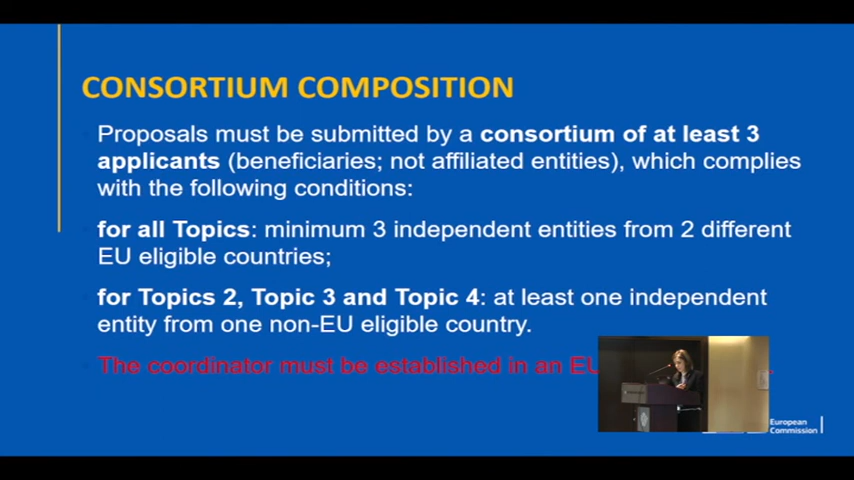 CONSORTIUM COMPOSITION
Proposals must be submitted by a consortium of at least 3
applicants (beneficiaries; not affiliated entities), which complies
with the following conditions:
for all Topics: minimum 3 independent entities from 2 different
EU eligible countries;
for Topics 2, Topic 3 and Topic 4: at least one independent
entity from one non-EU eligible country.
The coordinator must be established in an EU
European
Commission